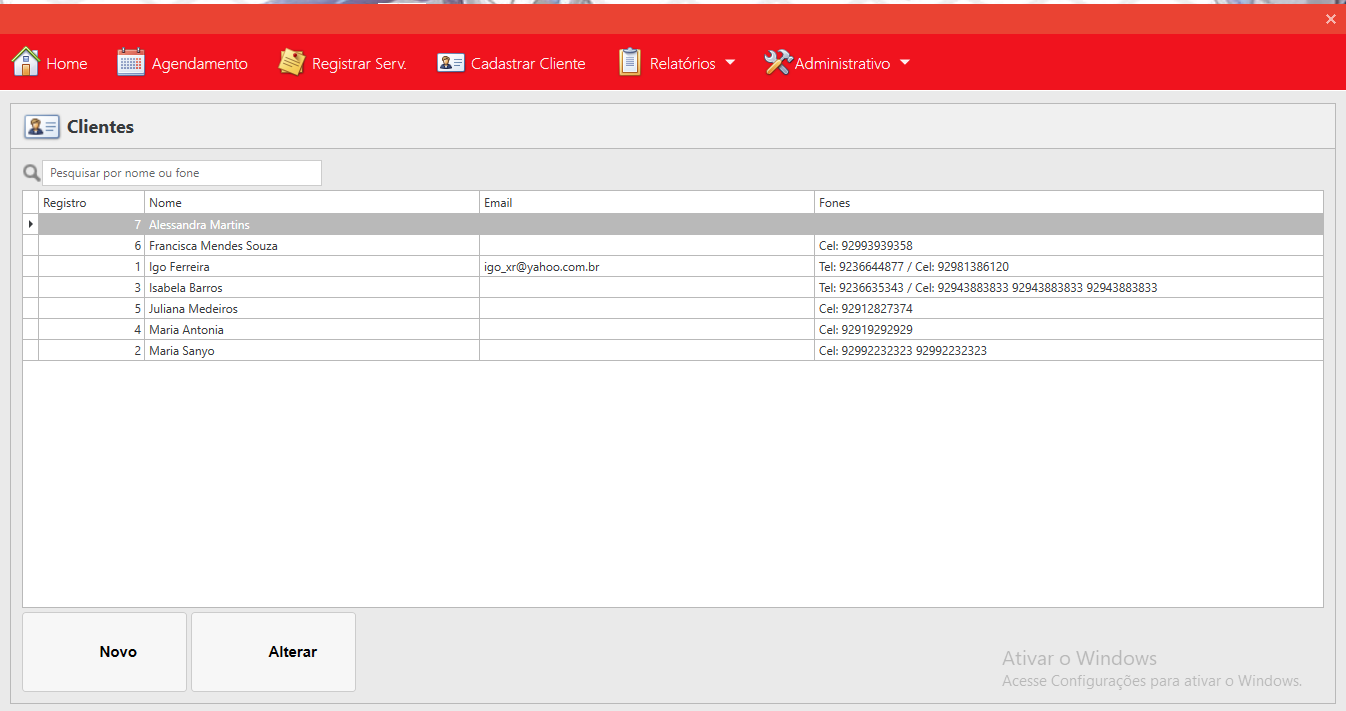 Home Agendamento Registrar Serv. Cadastrar Cliente Relatórios Administrativo
Clientes
Pesquisar por nome ou fone
Registro Nome Email Fones
7 Alessandra Martins
6 Francisca Mendes Souza Cel: 92993939358
1 Igo Ferreira igo_xr@yahoo.com.br Tel: 9236644877 / Cel: 92981386120
3 Isabela Barros Tel: 9236635343 / Cel: 92943883833 92943883833 92943883833
5 Juliana Medeiros Cel: 92912827374
4 Maria Antonia Cel: 92919292929
2 Maria Sanyo Cel: 92992232323 92992232323
Novo Alterar
Ativar o Windows
Acesse Configurações para ativar o Windows.